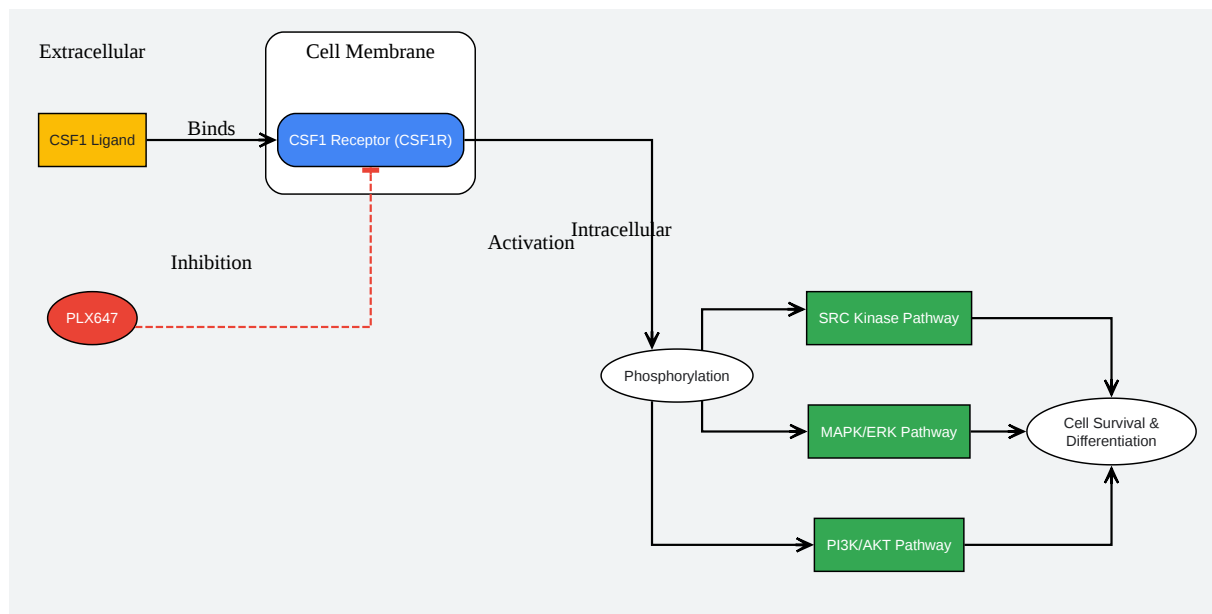 Extracellular
Cell Membrane
CSF1 Ligand
Binds
CSF1 Receptor (CSF1R)
Activation
Intracellular
Inhibition
PLX647
SRC Kinase Pathway
Phosphorylation
MAPK/ERK Pathway
Cell Survival &
Differentiation
PI3K/AKT Pathway